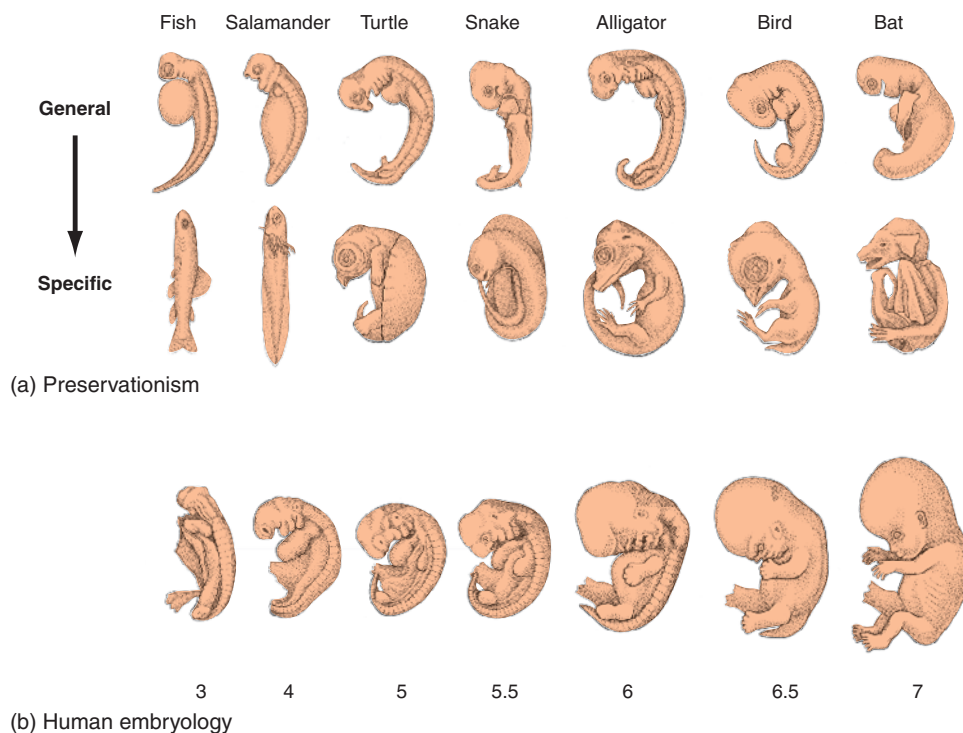 Fish Salamander Turtle Snake Alligator Bird Bat
General
Specific
(a) Preservationism
3 4 5 5.5 6 6.5 7
(b) Human embryology